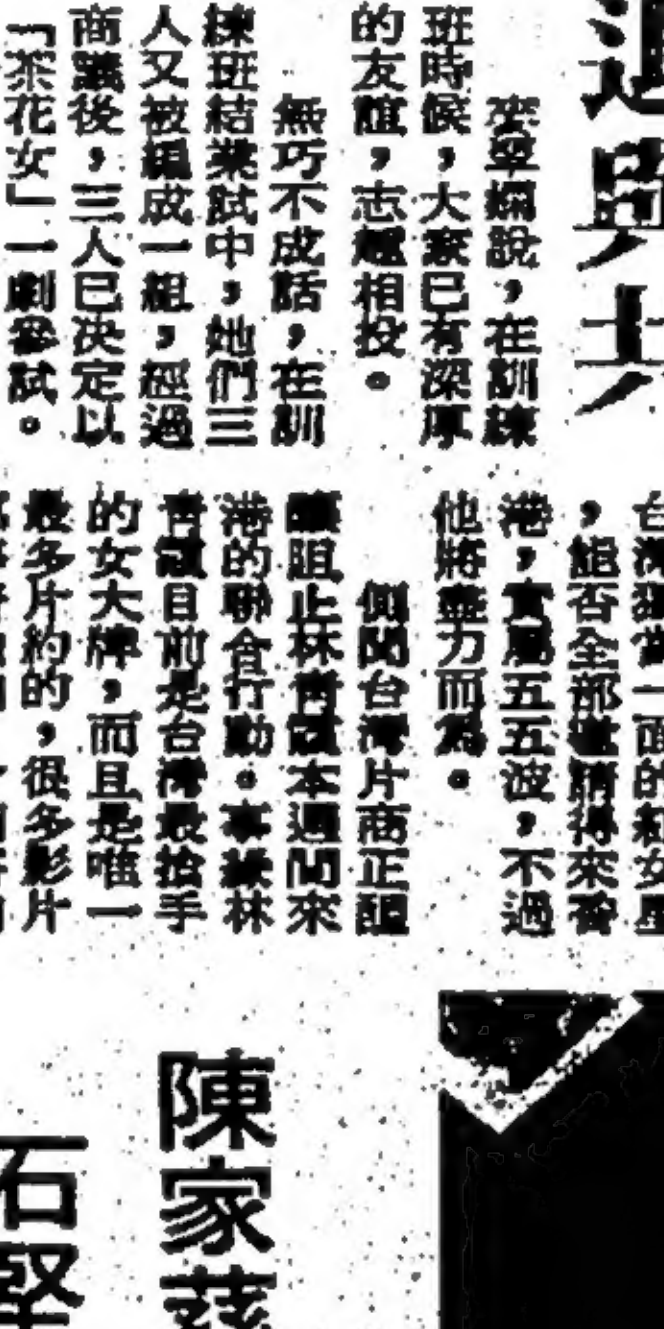 與共
翠嫻說，在訓練
班時候，大家已有深厚
的友誼，志趣相投。
無巧不成話，在訓
練班結業試中，她們三
人又被編成一組，經過
商議後，三人已決定以
「茶花女」一劇參試。
台灣獨當一面的紅女星
，能否全部邀請得來香
港，實屬五五波，不過
他將盡力而為。
側聞台灣片商正醞
釀阻止林青霞本週間來
港的聯合行動。事緣林
青霞目前是台灣最搶手
的女大牌，而且是唯一
最多片約的，很多影片
陳家
石堅